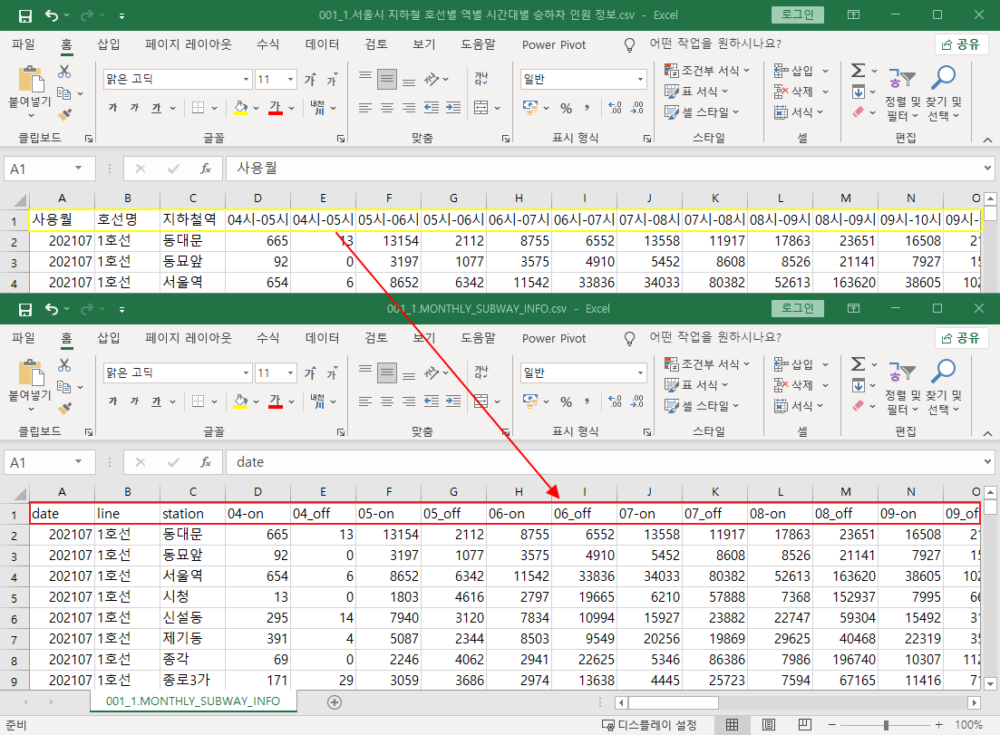 001_1.서울시 지하철 호선별 역별 시간대별 승하차 인원 정보.csv - Excel 로그인
파일 홈 삽입 페이지 레이아웃 수식 데이터 검토 보기 도움말 Power Pivot 어떤 작업을 원하시나요? 공유
붙여넣기 맑은 고딕 11 가 가 일반 조건부 서식 표 서식 셀 스타일 삽입 삭제 서식 정렬 및 필터 찾기 및 선택
가 가 가 가 내천 %
클립보드 글꼴 맞춤 표시 형식 스타일 셀 편집
A1 fx 사용월
A B C D E F G H I J K L M N O
1 사용월 호선명 지하철역 04시-05시 04시-05시 05시-06시 05시-06시 06시-07시 06시-07시 07시-08시 07시-08시 08시-09시 08시-09시 09시-10시 09시-
2 202107 1호선 동대문 665 13 13154 2112 8755 6552 13558 11917 17863 23651 16508 21
3 202107 1호선 동묘앞 92 0 3197 1077 3575 4910 5452 8608 8526 21141 7927 15
4 202107 1호선 서울역 654 6 8652 6342 11542 33836 34033 80382 52613 163620 38605 102
001_1.MONTHLY_SUBWAY_INFO.csv - Excel 로그인
파일 홈 삽입 페이지 레이아웃 수식 데이터 검토 보기 도움말 Power Pivot 어떤 작업을 원하시나요? 공유
붙여넣기 맑은 고딕 11 가 가 일반 조건부 서식 표 서식 셀 스타일 삽입 삭제 서식 정렬 및 필터 찾기 및 선택
가 가 가 가 내천 %
클립보드 글꼴 맞춤 표시 형식 스타일 셀 편집
A1 fx date
A B C D E F G H I J K L M N O
1 date line station 04-on 04_off 05-on 05_off 06-on 06_off 07-on 07_off 08-on 08_off 09-on 09_of
2 202107 1호선 동대문 665 13 13154 2112 8755 6552 13558 11917 17863 23651 16508 21
3 202107 1호선 동묘앞 92 0 3197 1077 3575 4910 5452 8608 8526 21141 7927 15
4 202107 1호선 서울역 654 6 8652 6342 11542 33836 34033 80382 52613 163620 38605 102
5 202107 1호선 시청 13 0 1803 4616 2797 19665 6210 57888 7368 152937 7995 66
6 202107 1호선 신설동 295 14 7940 3120 7834 10994 15927 23882 22747 59304 15492 31
7 202107 1호선 제기동 391 4 5087 2344 8503 9549 20256 19869 29625 40468 22319 35
8 202107 1호선 종각 69 0 2246 4062 2941 22625 5346 86386 7986 196740 10307 112
9 202107 1호선 종로3가 171 29 3059 3686 2974 13638 4445 25723 7594 67165 11416 71
001_1.MONTHLY_SUBWAY_INFO
준비 디스플레이 설정 100%